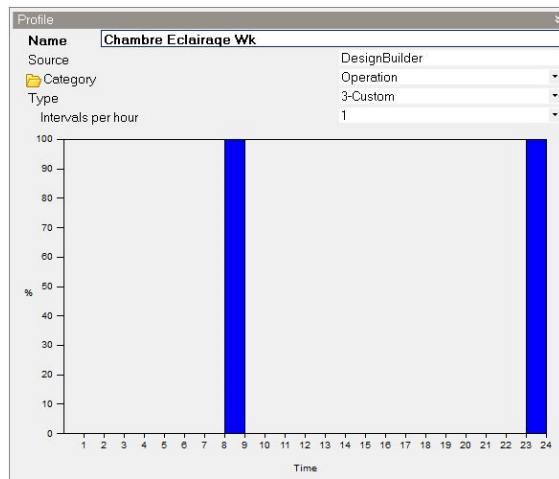 Profile
Name Chambre Eclairage Wk
Source DesignBuilder
Category Operation
Type 3-Custom
Intervals per hour 1
100
90
80
70
60
% 50
40
30
20
10
0
1 2 3 4 5 6 7 8 9 10 11 12 13 14 15 16 17 18 19 20 21 22 23 24
Time